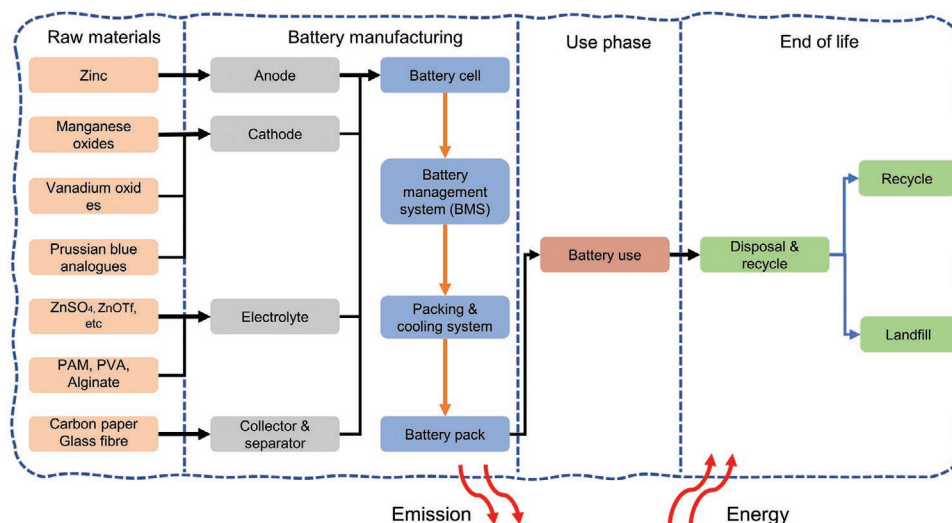 Raw materials
Battery manufacturing
Use phase
End of life
Zinc
Anode
Battery cell
Manganese
oxides
Cathode
Vanadium oxid
es
Battery
management
system (BMS)
Recycle
Prussian blue
analogues
Battery use
Disposal &
recycle
ZnSO₄, ZnOTf,
etc
Electrolyte
Packing &
cooling system
Landfill
PAM, PVA,
Alginate
Carbon paper
Glass fibre
Collector &
separator
Battery pack
Emission
Energy